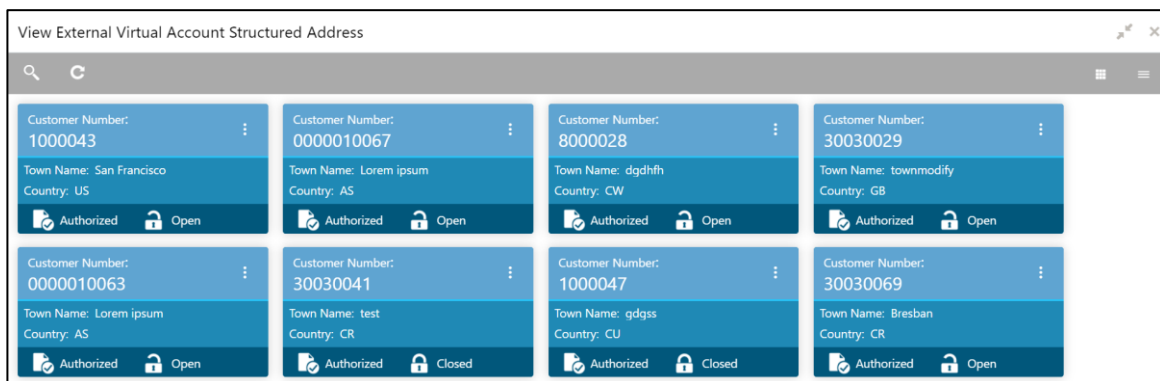 View External Virtual Account Structured Address
Customer Number:
1000043
Town Name: San Francisco
Country: US
Authorized Open
Customer Number:
0000010067
Town Name: Lorem ipsum
Country: AS
Authorized Open
Customer Number:
8000028
Town Name: dgdhfh
Country: CW
Authorized Open
Customer Number:
30030029
Town Name: townmodify
Country: GB
Authorized Open
Customer Number:
0000010063
Town Name: Lorem ipsum
Country: AS
Authorized Open
Customer Number:
30030041
Town Name: test
Country: CR
Authorized Closed
Customer Number:
1000047
Town Name: gdgss
Country: CU
Authorized Closed
Customer Number:
30030069
Town Name: Bresban
Country: CR
Authorized Open